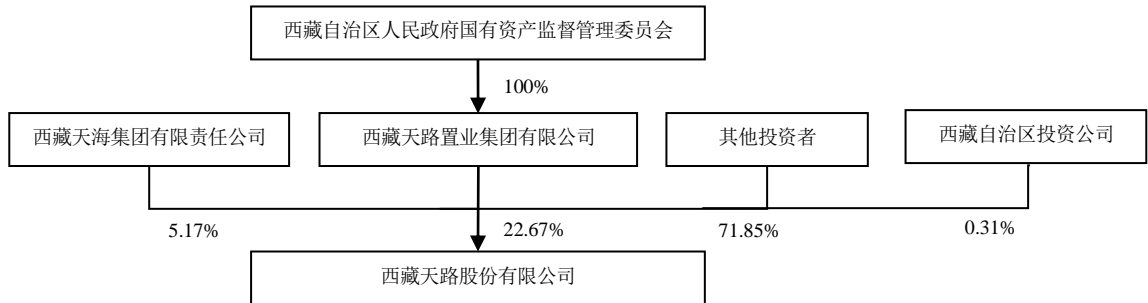 西藏自治区人民政府国有资产监督管理委员会
100%
西藏天海集团有限责任公司
西藏天路置业集团有限公司
其他投资者
西藏自治区投资公司
5.17%
22.67%
71.85%
0.31%
西藏天路股份有限公司